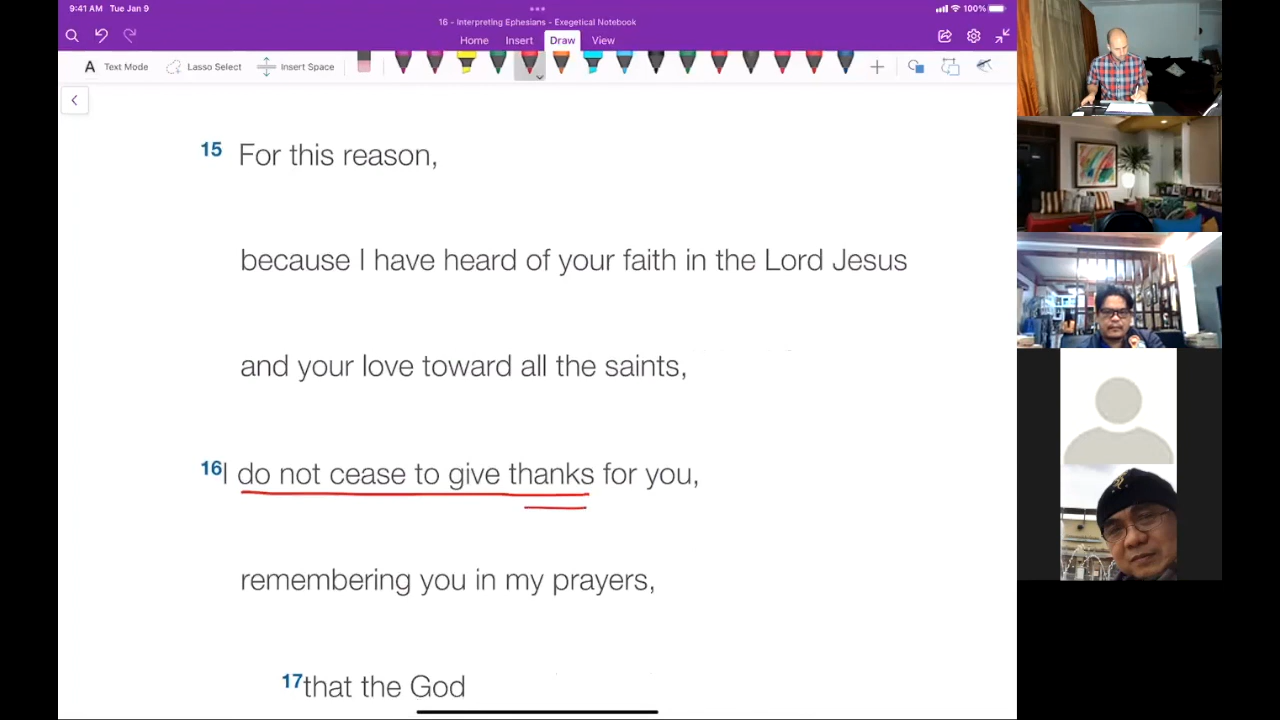 9:41 AM Tue Jan 9
100%
16 - Interpreting Ephesians - Exegetical Notebook
Home Insert Draw View
A Text Mode Lasso Select Insert Space
15 For this reason,
because I have heard of your faith in the Lord Jesus
and your love toward all the saints,
16 I do not cease to give thanks for you,
remembering you in my prayers,
17 that the God